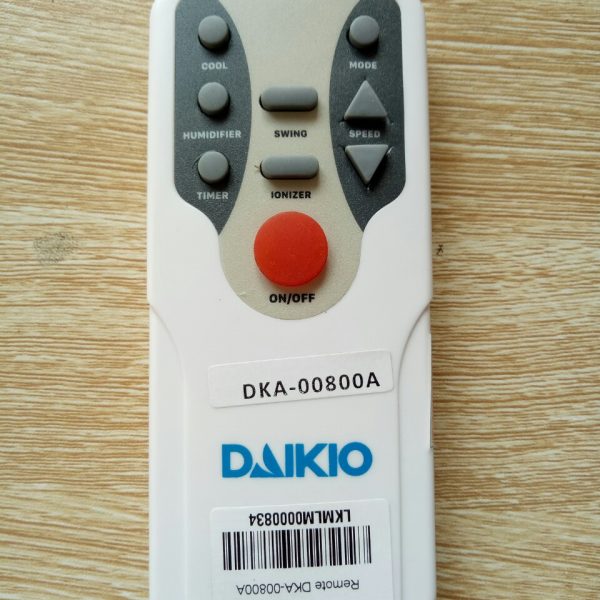 COOL
MODE
HUMIDIFIER
SWING
SPEED
TIMER
IONIZER
ON/OFF
DKA-00800A
DAIKIO
LKMLM0000834
Remote DKA-00800A